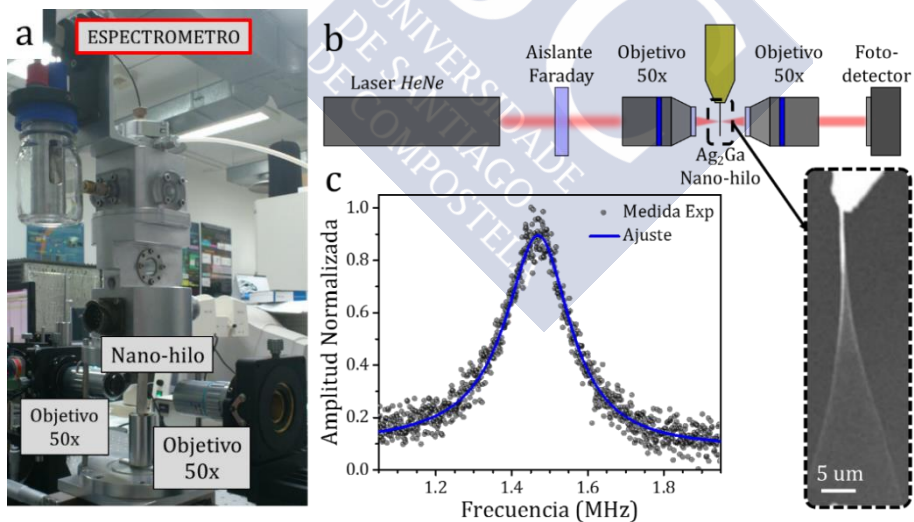 a
ESPECTROMETRO
Nano-hilo
Objetivo
50x
Objetivo
50x
b
Laser HeNe
Aislante
Faraday
Objetivo
50x
Objetivo
50x
Foto-
detector
Ag₂Ga
Nano-hilo
UNIVERSIDADE
DE SANTIAGO
DE COMPOSTELA
c
Medida Exp
Ajuste
Amplitud Normalizada
1.0
0.8
0.6
0.4
0.2
0.0
1.2
1.4
1.6
1.8
Frecuencia (MHz)
5 um